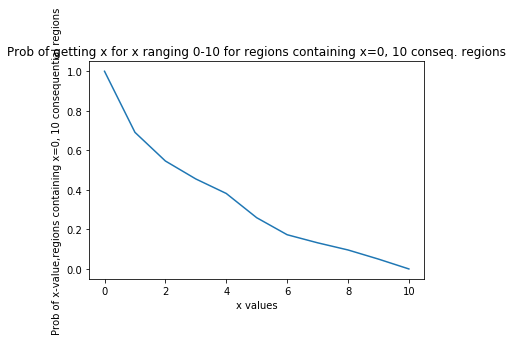 Prob of getting x for x ranging 0-10 for regions containing x=0, 10 conseq. regions
Prob of x-value,regions containing x=0, 10 consequential regions
1.0
0.8
0.6
0.4
0.2
0.0
0 2 4 6 8 10
x values